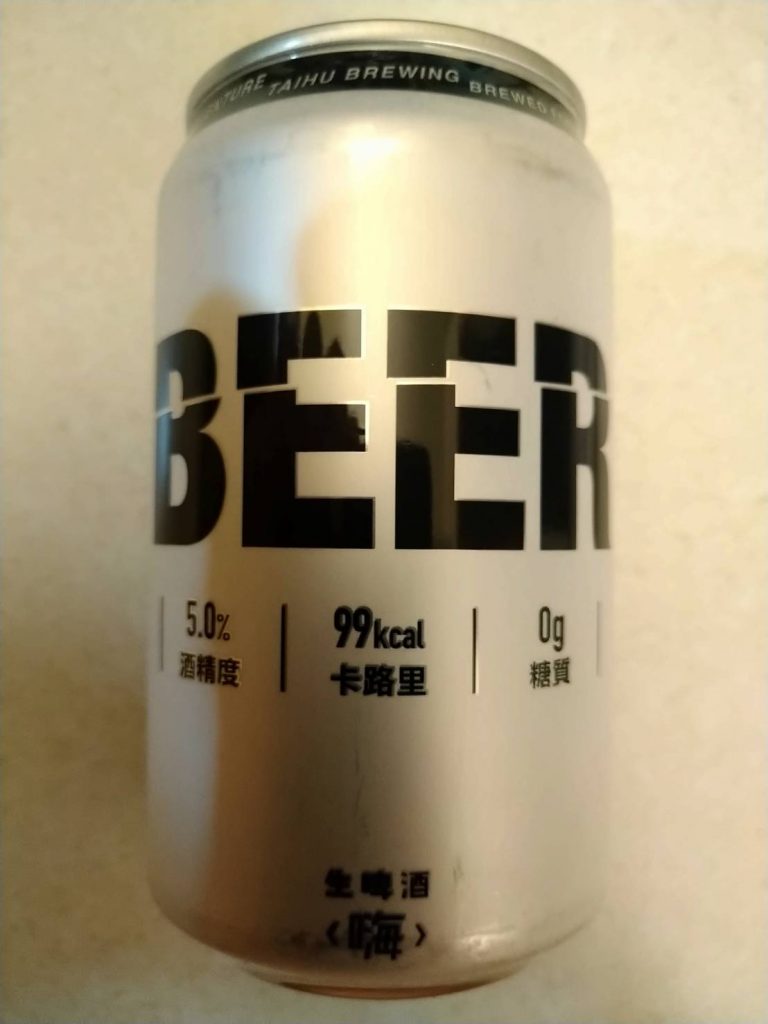 TAIHU BREWING BREWED
BEER
5.0% 99kcal 0g
酒精度 卡路里 糖質
生啤酒
〈嗨〉